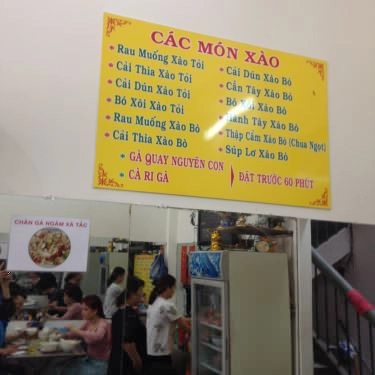 CÁC MÓN XÀO
• Rau Muống Xào Tỏi
• Cải Thìa Xào Tỏi
• Cải Dún Xào Tỏi
• Bó Xôi Xào Tỏi
• Rau Muống Xào Bò
• Cải Thìa Xào Bò
• Cải Dún Xào Bò
• Cần Tây Xào Bò
• Bó Xôi Xào Bò
• Hành Tây Xào Bò
• Thập Cẩm Xào Bò (Chua Ngọt)
• Súp Lơ Xào Bò
• GÀ QUAY NGUYÊN CON
• CÀ RI GÀ
ĐẶT TRƯỚC 60 PHÚT
CHÂN GÀ NGÂM XẢ TẮC